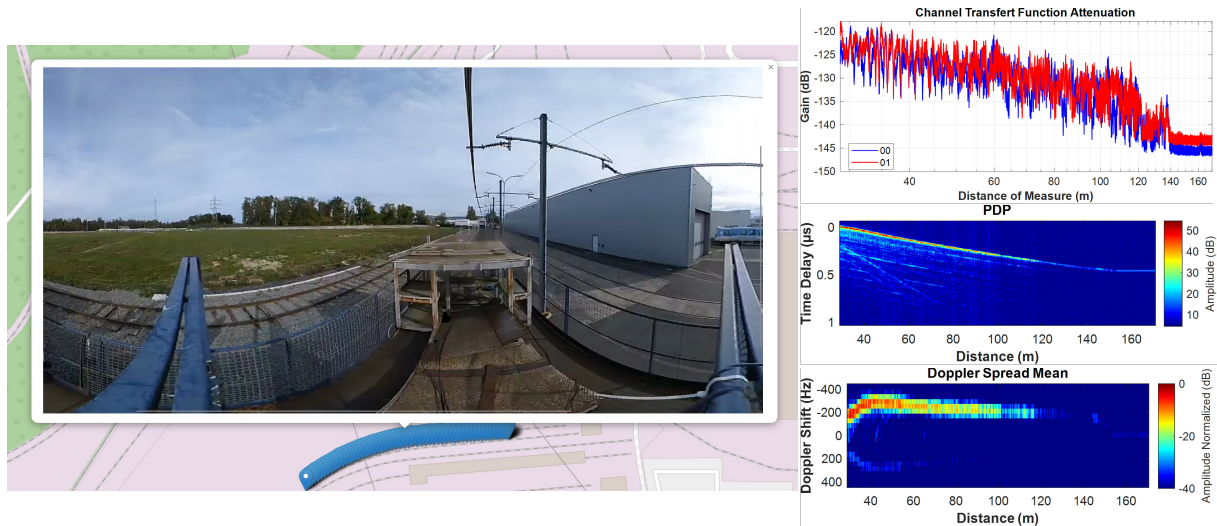 ×
Channel Transfert Function Attenuation
Gain (dB)
-120
-125
-130
-135
-140
-145
-150
00
01
40 60 80 100 120 140 160
Distance of Measure (m)
PDP
Time Delay (μs)
0
0.5
1
40 60 80 100 120 140 160
Distance (m)
50
40
30
20
10
Amplitude (dB)
Doppler Spread Mean
Doppler Shift (Hz)
-400
-200
0
200
400
40 60 80 100 120 140 160
Distance (m)
0
-20
-40
Amplitude Normalized (dB)